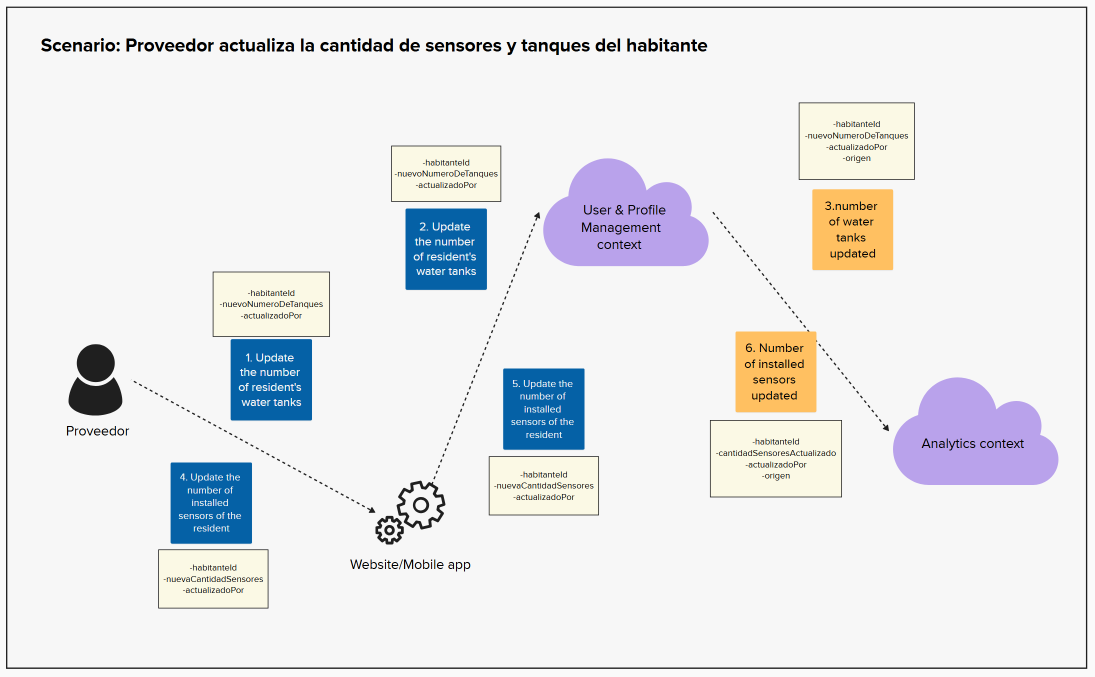 Scenario: Proveedor actualiza la cantidad de sensores y tanques del habitante
-habitanteId
-nuevoNumeroDeTanques
-actualizadoPor
-origen
3.number
of water
tanks
updated
-habitanteId
-nuevoNumeroDeTanques
-actualizadoPor
2. Update
the number
of resident's
water tanks
User & Profile
Management
context
-habitanteId
-nuevoNumeroDeTanques
-actualizadoPor
1. Update
the number
of resident's
water tanks
Proveedor
6. Number
of installed
sensors
updated
-habitanteId
-cantidadSensoresActualizado
-actualizadoPor
-origen
5. Update the
number of
installed
sensors of the
resident
-habitanteId
-nuevaCantidadSensores
-actualizadoPor
Analytics context
4. Update the
number of
installed
sensors of the
resident
-habitanteId
-nuevaCantidadSensores
-actualizadoPor
Website/Mobile app